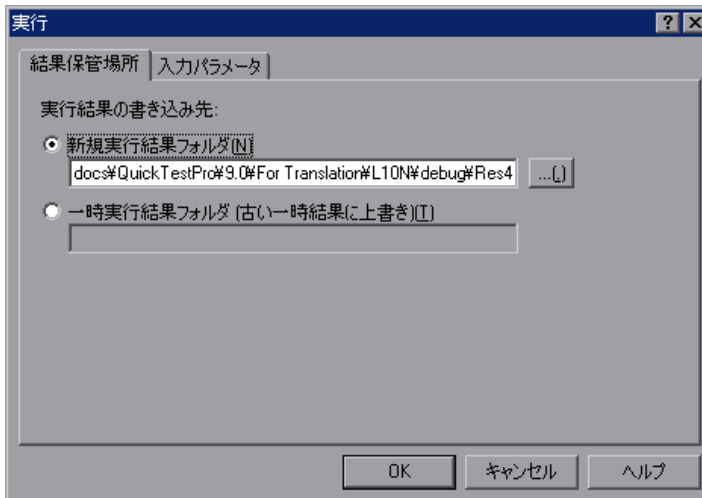 実行
結果保管場所 入力パラメータ
実行結果の書き込み先:
新規実行結果フォルダ(N)
docs¥QuickTestPro¥9.0¥For Translation¥L10N¥debug¥Res4 ...(.)
一時実行結果フォルダ (古い一時結果に上書き)(T)
OK キャンセル ヘルプ